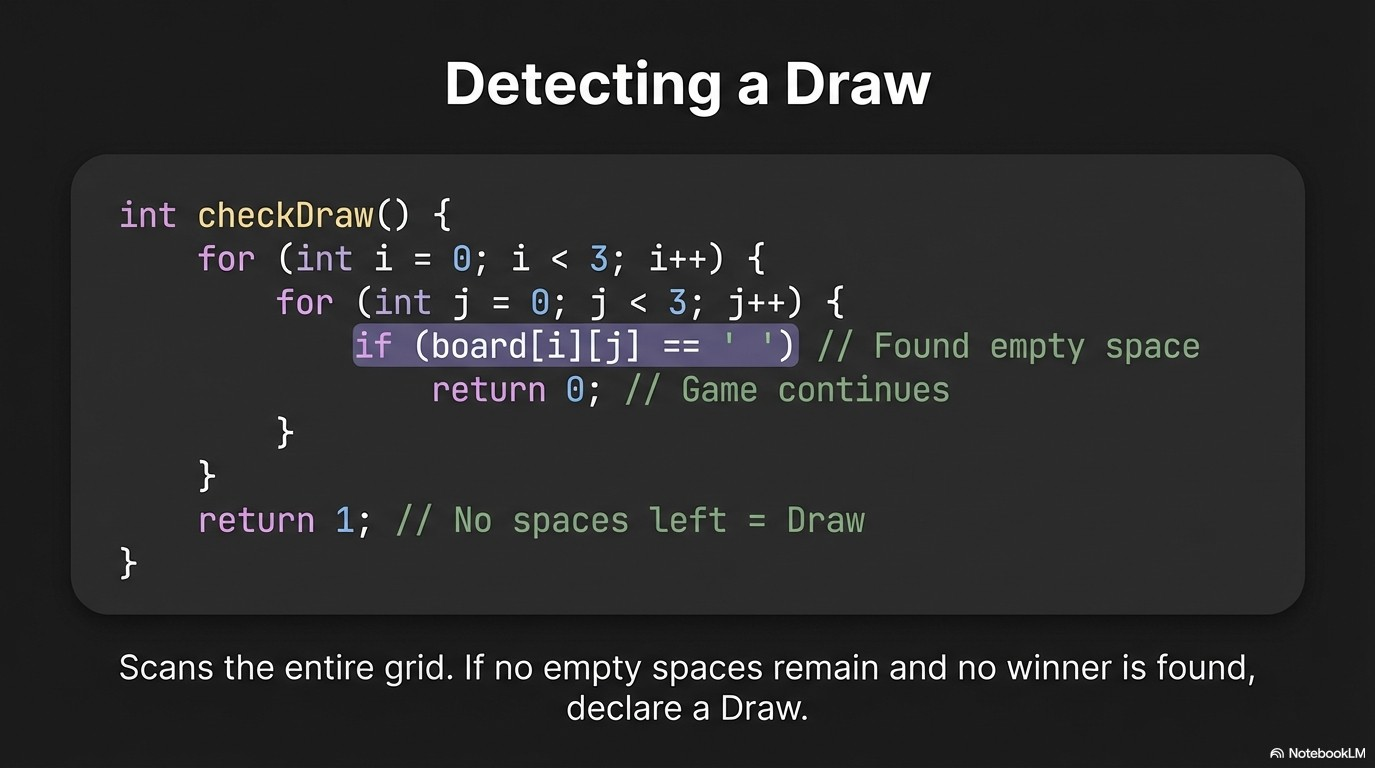 Detecting a Draw
int checkDraw() {
    for (int i = 0; i < 3; i++) {
        for (int j = 0; j < 3; j++) {
            if (board[i][j] == ' ') // Found empty space
                return 0; // Game continues
        }
    }
    return 1; // No spaces left = Draw
}
Scans the entire grid. If no empty spaces remain and no winner is found,
declare a Draw.
NotebookLM